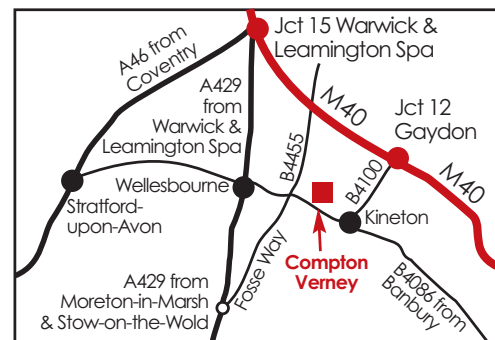 Jct 15 Warwick &
Leamington Spa
A46 from
Coventry
A429
from
Warwick &
Leamington Spa
M40
Jct 12
Gaydon
B4455
B4100
M40
Wellesbourne
Stratford-
upon-Avon
Kineton
Compton
Verney
Fosse Way
A429 from
Moreton-in-Marsh
& Stow-on-the-Wold
B4086 from
Banbury